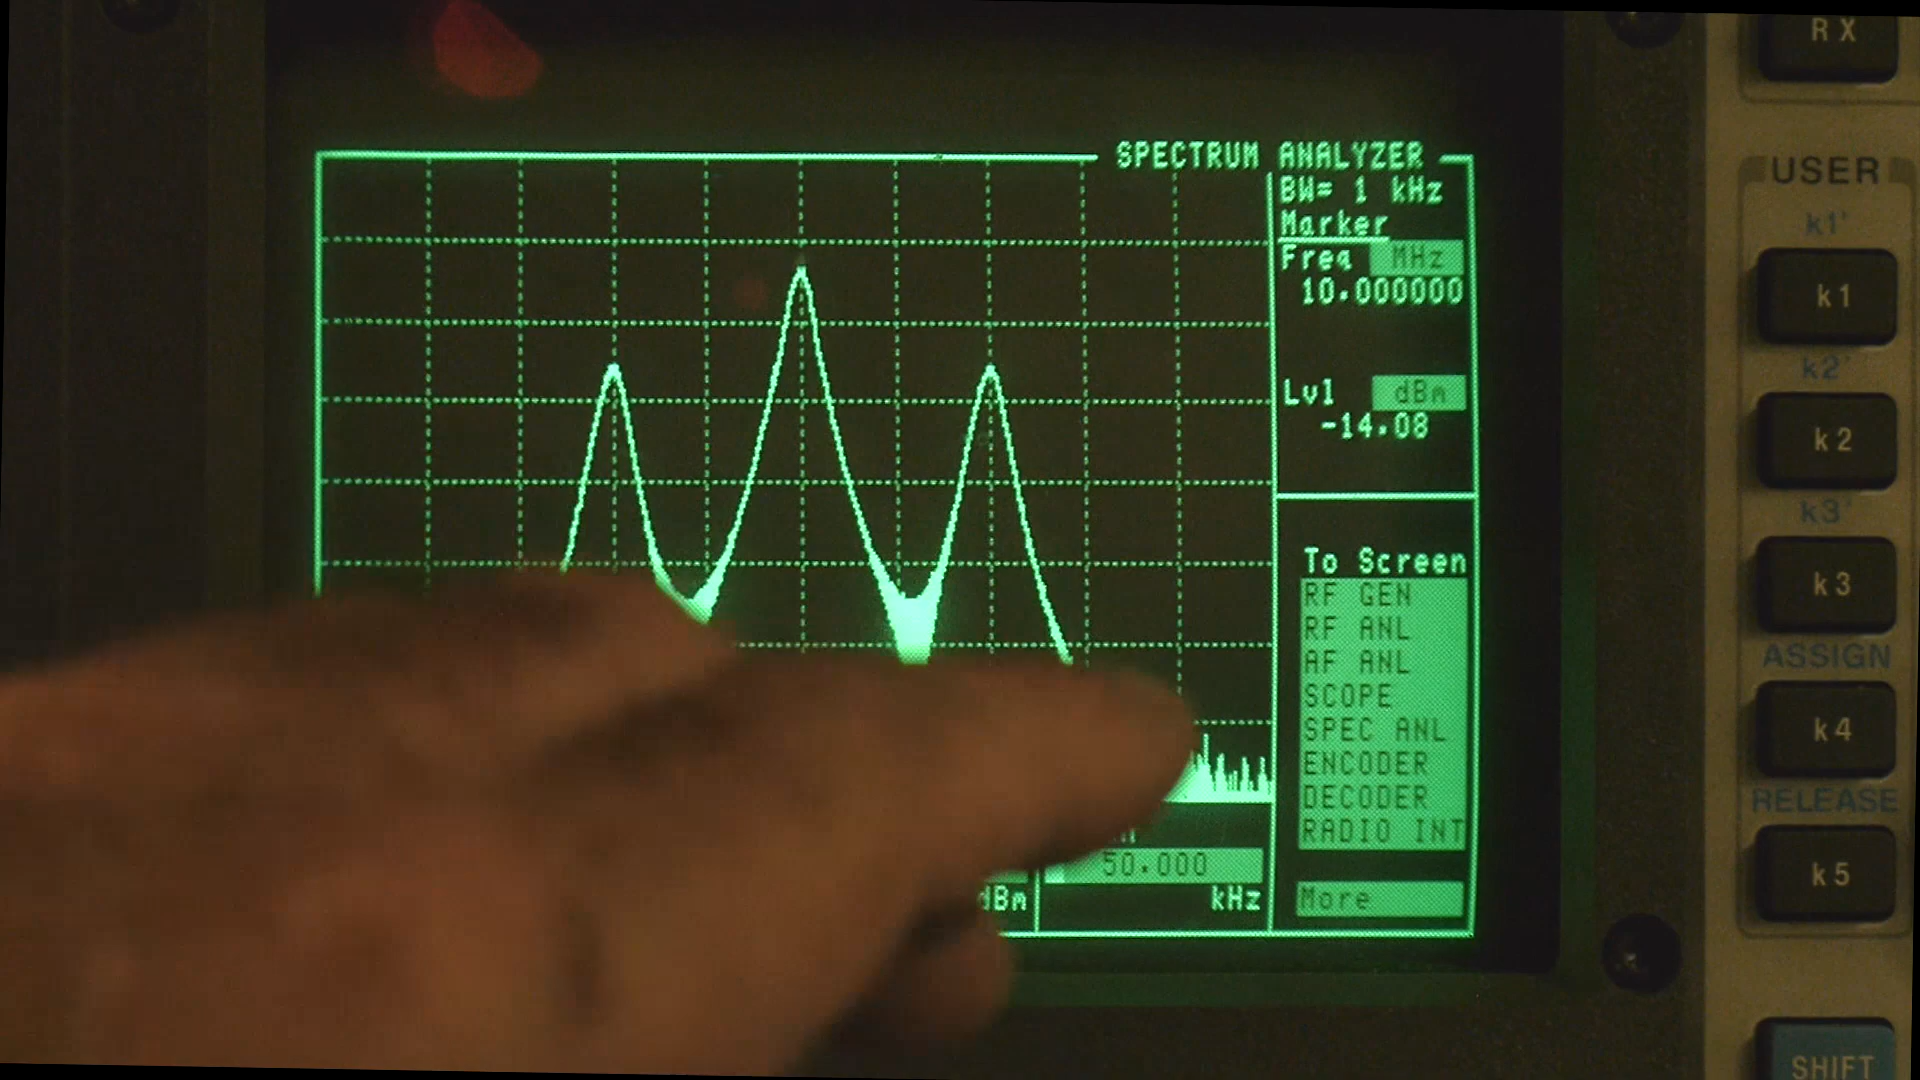 RX
SPECTRUM ANALYZER
BW= 1 kHz
Marker
Freq MHz
10.000000
Lvl dBm
-14.08
To Screen
RF GEN
RF ANL
AF ANL
SCOPE
SPEC ANL
ENCODER
DECODER
RADIO INT
More
50.000
dBm
kHz
USER
k1'
k1
k2'
k2
k3'
k3
ASSIGN
k4
RELEASE
k5
SHIFT